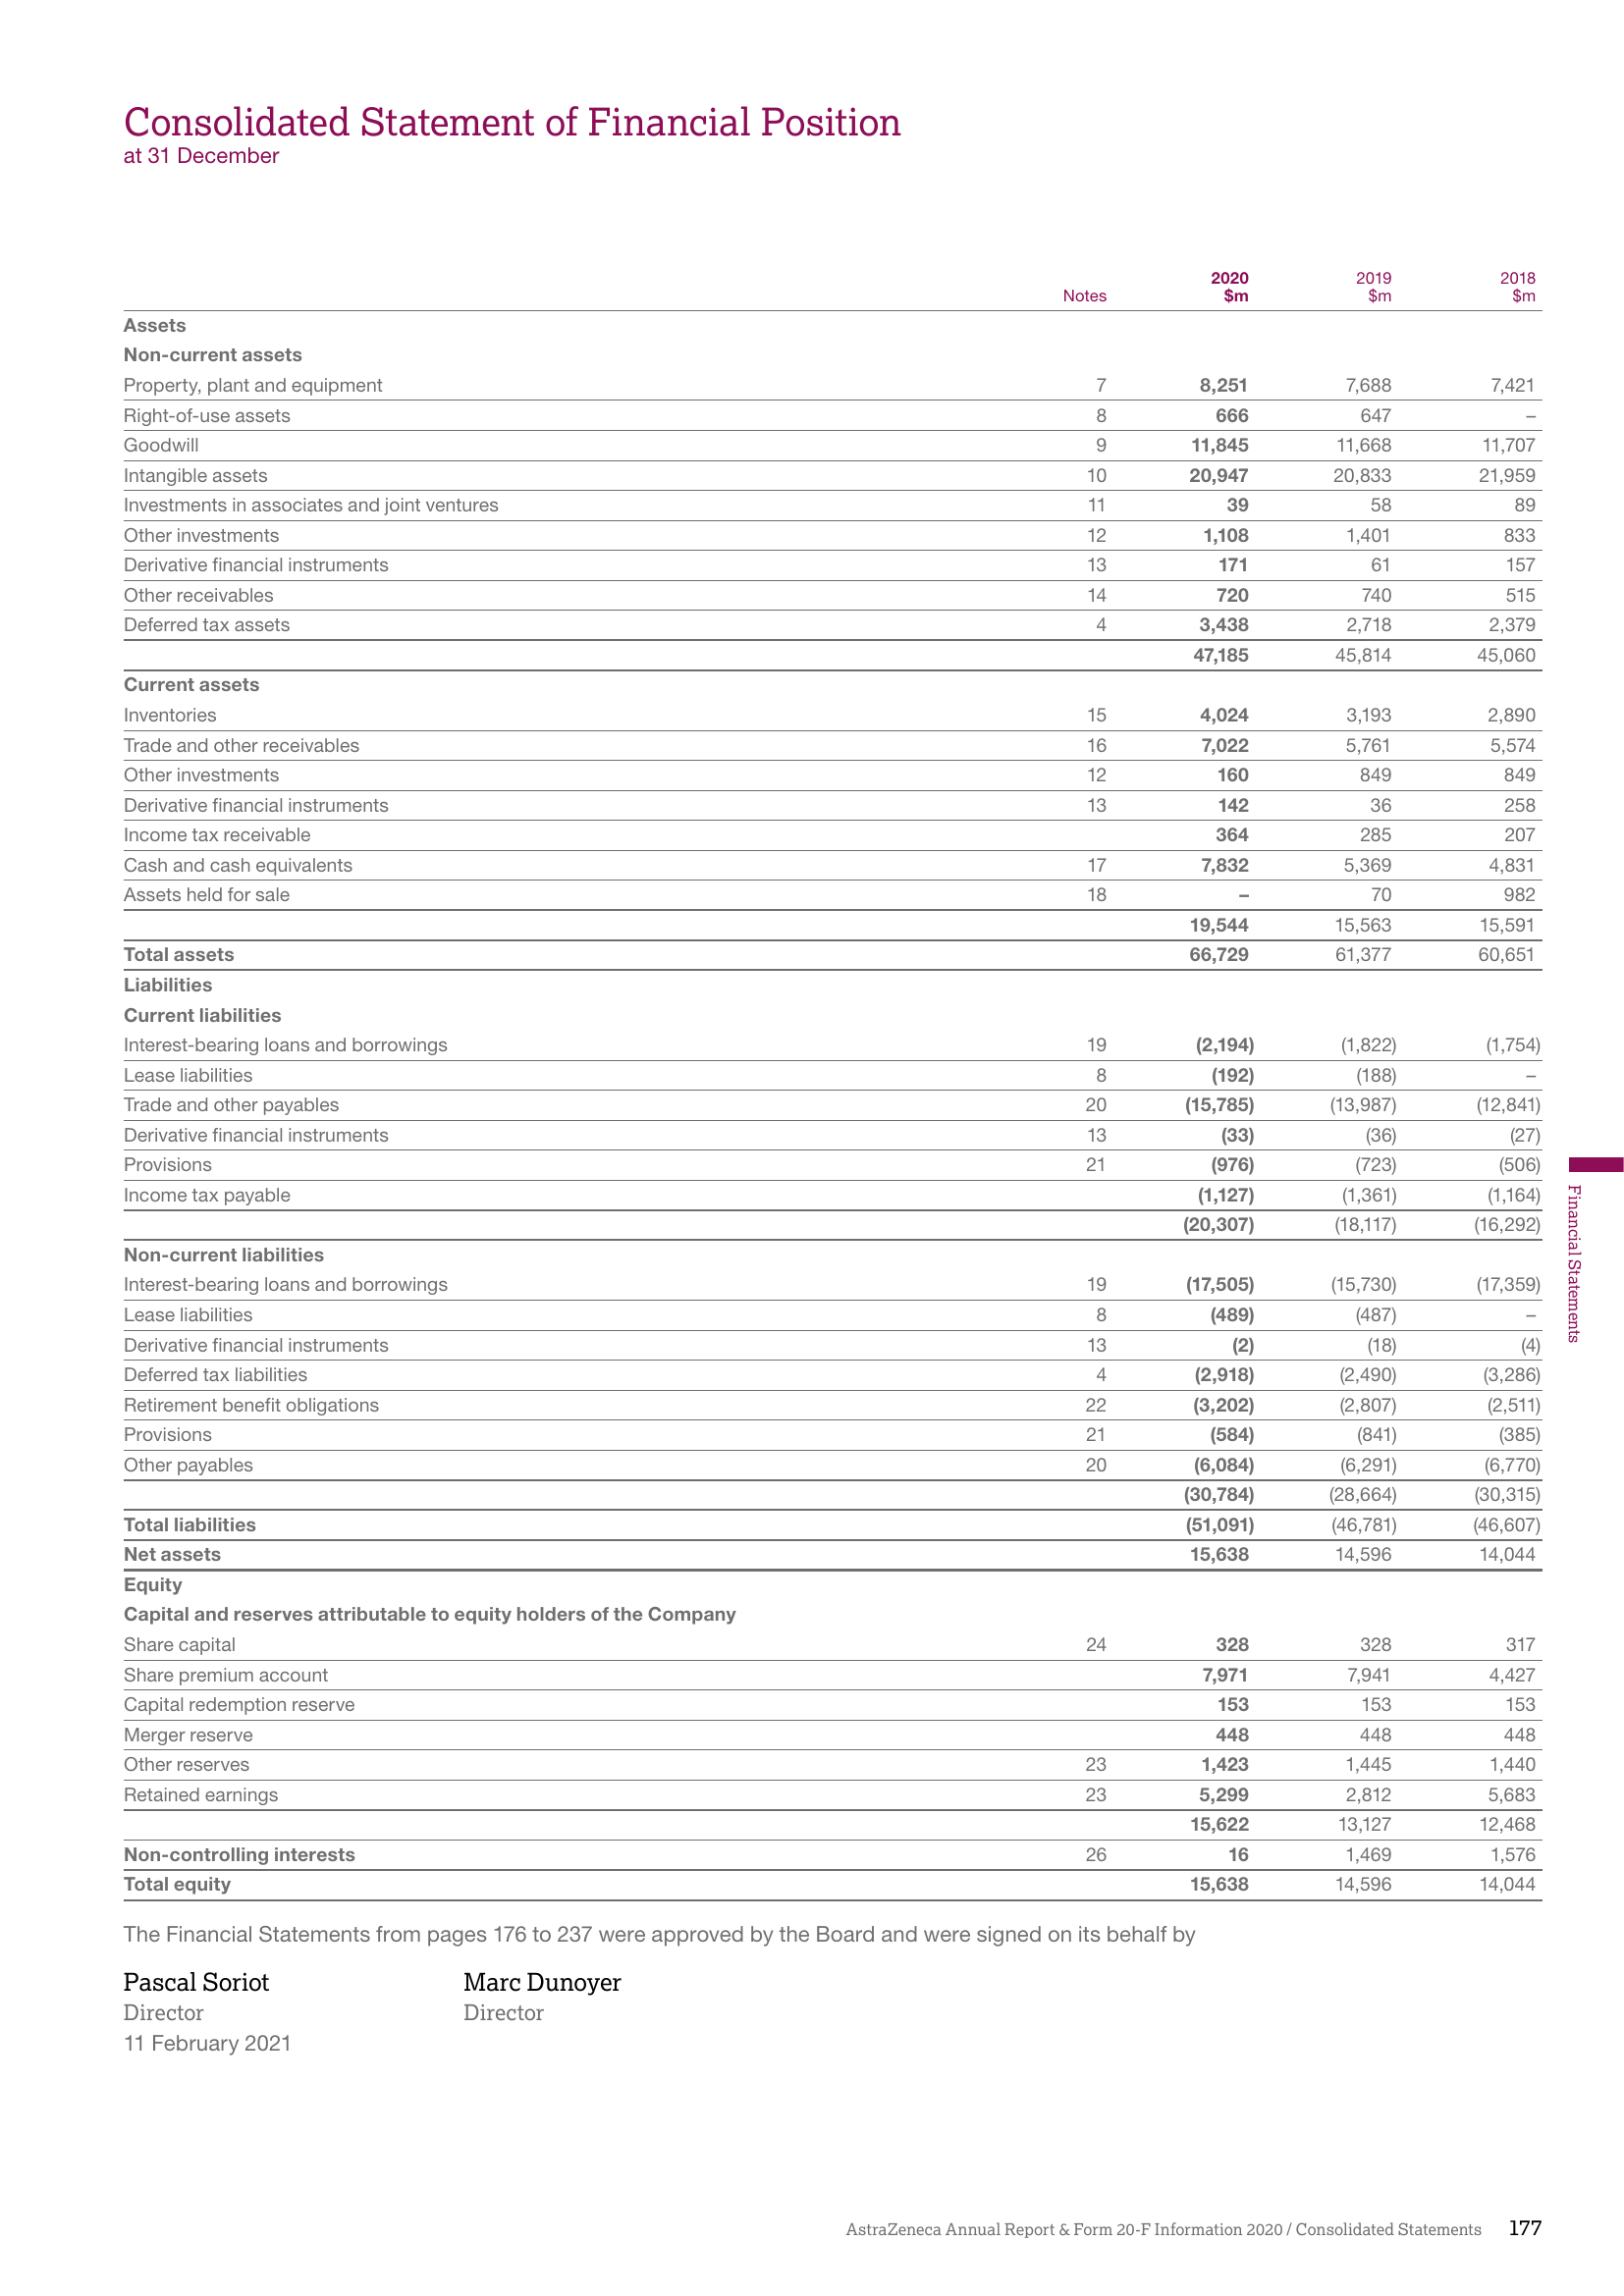 Consolidated Statement of Financial Position
at 31 December
Notes 2020 $m 2019 $m 2018 $m
Assets
Non-current assets
Property, plant and equipment 7 8,251 7,688 7,421
Right-of-use assets 8 666 647 –
Goodwill 9 11,845 11,668 11,707
Intangible assets 10 20,947 20,833 21,959
Investments in associates and joint ventures 11 39 58 89
Other investments 12 1,108 1,401 833
Derivative financial instruments 13 171 61 157
Other receivables 14 720 740 515
Deferred tax assets 4 3,438 2,718 2,379
47,185 45,814 45,060
Current assets
Inventories 15 4,024 3,193 2,890
Trade and other receivables 16 7,022 5,761 5,574
Other investments 12 160 849 849
Derivative financial instruments 13 142 36 258
Income tax receivable 364 285 207
Cash and cash equivalents 17 7,832 5,369 4,831
Assets held for sale 18 – 70 982
19,544 15,563 15,591
Total assets 66,729 61,377 60,651
Liabilities
Current liabilities
Interest-bearing loans and borrowings 19 (2,194) (1,822) (1,754)
Lease liabilities 8 (192) (188) –
Trade and other payables 20 (15,785) (13,987) (12,841)
Derivative financial instruments 13 (33) (36) (27)
Provisions 21 (976) (723) (506)
Income tax payable (1,127) (1,361) (1,164)
(20,307) (18,117) (16,292)
Non-current liabilities
Interest-bearing loans and borrowings 19 (17,505) (15,730) (17,359)
Lease liabilities 8 (489) (487) –
Derivative financial instruments 13 (2) (18) (4)
Deferred tax liabilities 4 (2,918) (2,490) (3,286)
Retirement benefit obligations 22 (3,202) (2,807) (2,511)
Provisions 21 (584) (841) (385)
Other payables 20 (6,084) (6,291) (6,770)
(30,784) (28,664) (30,315)
Total liabilities (51,091) (46,781) (46,607)
Net assets 15,638 14,596 14,044
Equity
Capital and reserves attributable to equity holders of the Company
Share capital 24 328 328 317
Share premium account 7,971 7,941 4,427
Capital redemption reserve 153 153 153
Merger reserve 448 448 448
Other reserves 23 1,423 1,445 1,440
Retained earnings 23 5,299 2,812 5,683
15,622 13,127 12,468
Non-controlling interests 26 16 1,469 1,576
Total equity 15,638 14,596 14,044
The Financial Statements from pages 176 to 237 were approved by the Board and were signed on its behalf by
Pascal Soriot Marc Dunoyer
Director Director
11 February 2021
Financial Statements
AstraZeneca Annual Report & Form 20-F Information 2020 / Consolidated Statements 177